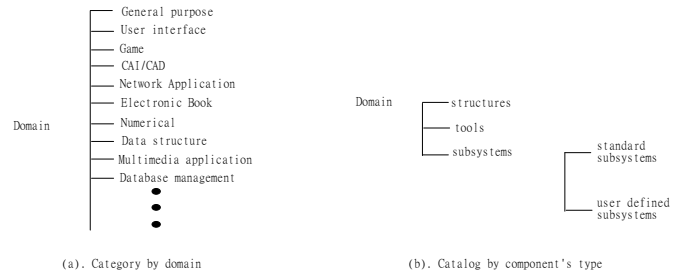 General purpose
User interface
Game
CAI/CAD
Network Application
Electronic Book
Domain
Numerical
Data structure
Multimedia application
Database management
(a). Category by domain
Domain
structures
tools
subsystems
standard
subsystems
user defined
subsystems
(b). Catalog by component's type